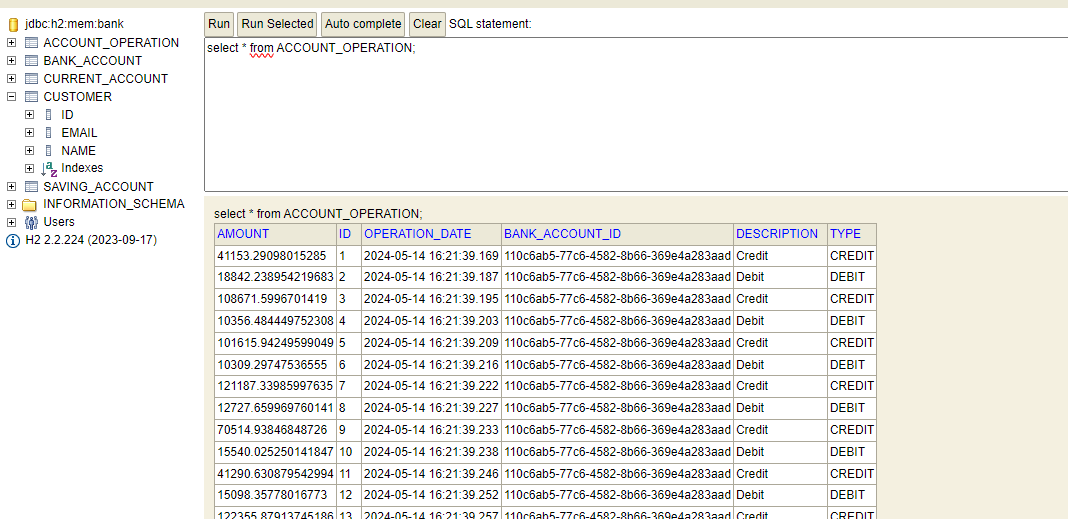 jdbc:h2:mem:bank
ACCOUNT_OPERATION
BANK_ACCOUNT
CURRENT_ACCOUNT
CUSTOMER
ID
EMAIL
NAME
Indexes
SAVING_ACCOUNT
INFORMATION_SCHEMA
Users
H2 2.2.224 (2023-09-17)
Run Run Selected Auto complete Clear SQL statement:
select * from ACCOUNT_OPERATION;
select * from ACCOUNT_OPERATION;
AMOUNT ID OPERATION_DATE BANK_ACCOUNT_ID DESCRIPTION TYPE
41153.29098015285 1 2024-05-14 16:21:39.169 110c6ab5-77c6-4582-8b66-369e4a283aad Credit CREDIT
18842.238954219683 2 2024-05-14 16:21:39.187 110c6ab5-77c6-4582-8b66-369e4a283aad Debit DEBIT
108671.5996701419 3 2024-05-14 16:21:39.195 110c6ab5-77c6-4582-8b66-369e4a283aad Credit CREDIT
10356.484449752308 4 2024-05-14 16:21:39.203 110c6ab5-77c6-4582-8b66-369e4a283aad Debit DEBIT
101615.94249599049 5 2024-05-14 16:21:39.209 110c6ab5-77c6-4582-8b66-369e4a283aad Credit CREDIT
10309.29747536555 6 2024-05-14 16:21:39.216 110c6ab5-77c6-4582-8b66-369e4a283aad Debit DEBIT
121187.33985997635 7 2024-05-14 16:21:39.222 110c6ab5-77c6-4582-8b66-369e4a283aad Credit CREDIT
12727.659969760141 8 2024-05-14 16:21:39.227 110c6ab5-77c6-4582-8b66-369e4a283aad Debit DEBIT
70514.93846848726 9 2024-05-14 16:21:39.233 110c6ab5-77c6-4582-8b66-369e4a283aad Credit CREDIT
15540.025250141847 10 2024-05-14 16:21:39.238 110c6ab5-77c6-4582-8b66-369e4a283aad Debit DEBIT
41290.630879542994 11 2024-05-14 16:21:39.246 110c6ab5-77c6-4582-8b66-369e4a283aad Credit CREDIT
15098.35778016773 12 2024-05-14 16:21:39.252 110c6ab5-77c6-4582-8b66-369e4a283aad Debit DEBIT
122355.87913745186 13 2024-05-14 16:21:39.257 110c6ab5-77c6-4582-8b66-369e4a283aad Credit CREDIT